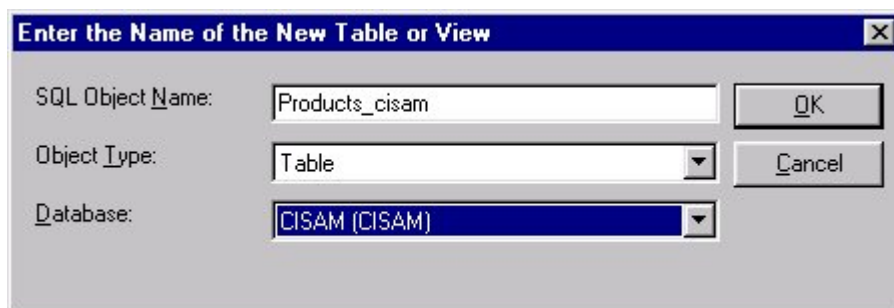 Enter the Name of the New Table or View
SQL Object Name: Products_cisam OK
Object Type: Table Cancel
Database: CISAM (CISAM)